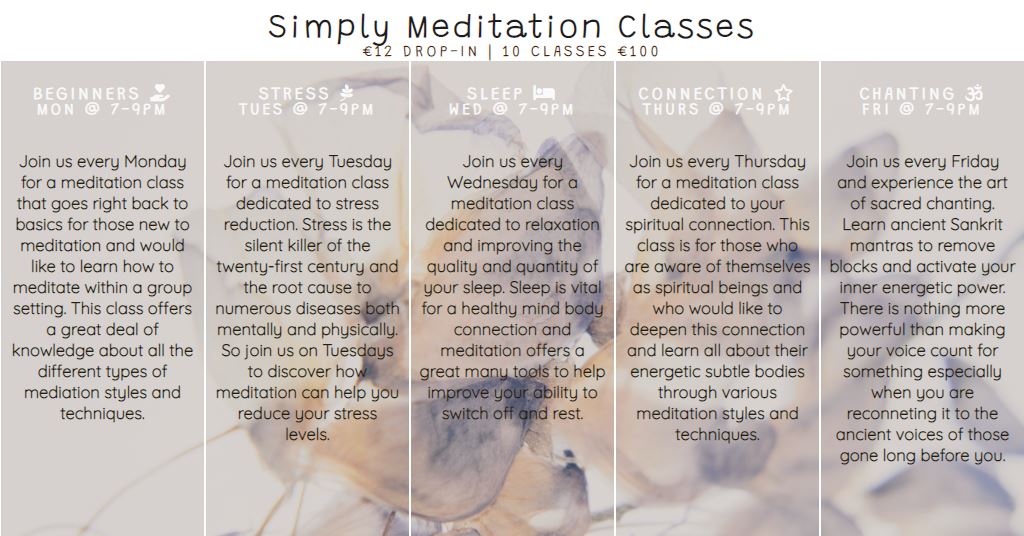 Simply Meditation Classes
€12 DROP-IN | 10 CLASSES €100
BEGINNERS
MON @ 7-9PM
Join us every Monday
for a meditation class
that goes right back to
basics for those new to
meditation and would
like to learn how to
meditate within a group
setting. This class offers
a great deal of
knowledge about all the
different types of
mediation styles and
techniques.
STRESS
TUES @ 7-9PM
Join us every Tuesday
for a meditation class
dedicated to stress
reduction. Stress is the
silent killer of the
twenty-first century and
the root cause to
numerous diseases both
mentally and physically.
So join us on Tuesdays
to discover how
meditation can help you
reduce your stress
levels.
SLEEP
WED @ 7-9PM
Join us every
Wednesday for a
meditation class
dedicated to relaxation
and improving the
quality and quantity of
your sleep. Sleep is vital
for a healthy mind body
connection and
meditation offers a
great many tools to help
improve your ability to
switch off and rest.
CONNECTION
THURS @ 7-9PM
Join us every Thursday
for a meditation class
dedicated to your
spiritual connection. This
class is for those who
are aware of themselves
as spiritual beings and
who would like to
deepen this connection
and learn all about their
energetic subtle bodies
through various
meditation styles and
techniques.
CHANTING ॐ
FRI @ 7-9PM
Join us every Friday
and experience the art
of sacred chanting.
Learn ancient Sankrit
mantras to remove
blocks and activate your
inner energetic power.
There is nothing more
powerful than making
your voice count for
something especially
when you are
reconneting it to the
ancient voices of those
gone long before you.